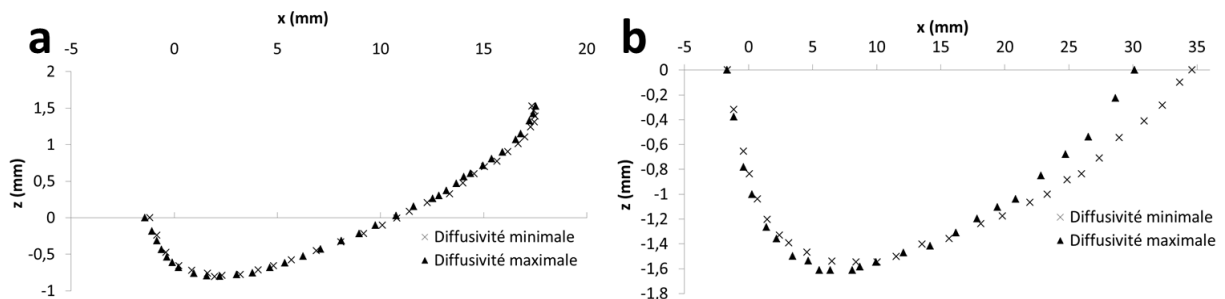 a
x (mm)
-5 0 5 10 15 20
2
1,5
1
0,5
0
-0,5
-1
z (mm)
× Diffusivité minimale
▲ Diffusivité maximale
b
x (mm)
-5 0 5 10 15 20 25 30 35
0
-0,2
-0,4
-0,6
-0,8
-1
-1,2
-1,4
-1,6
-1.8
z (mm)
× Diffusivité minimale
▲ Diffusivité maximale